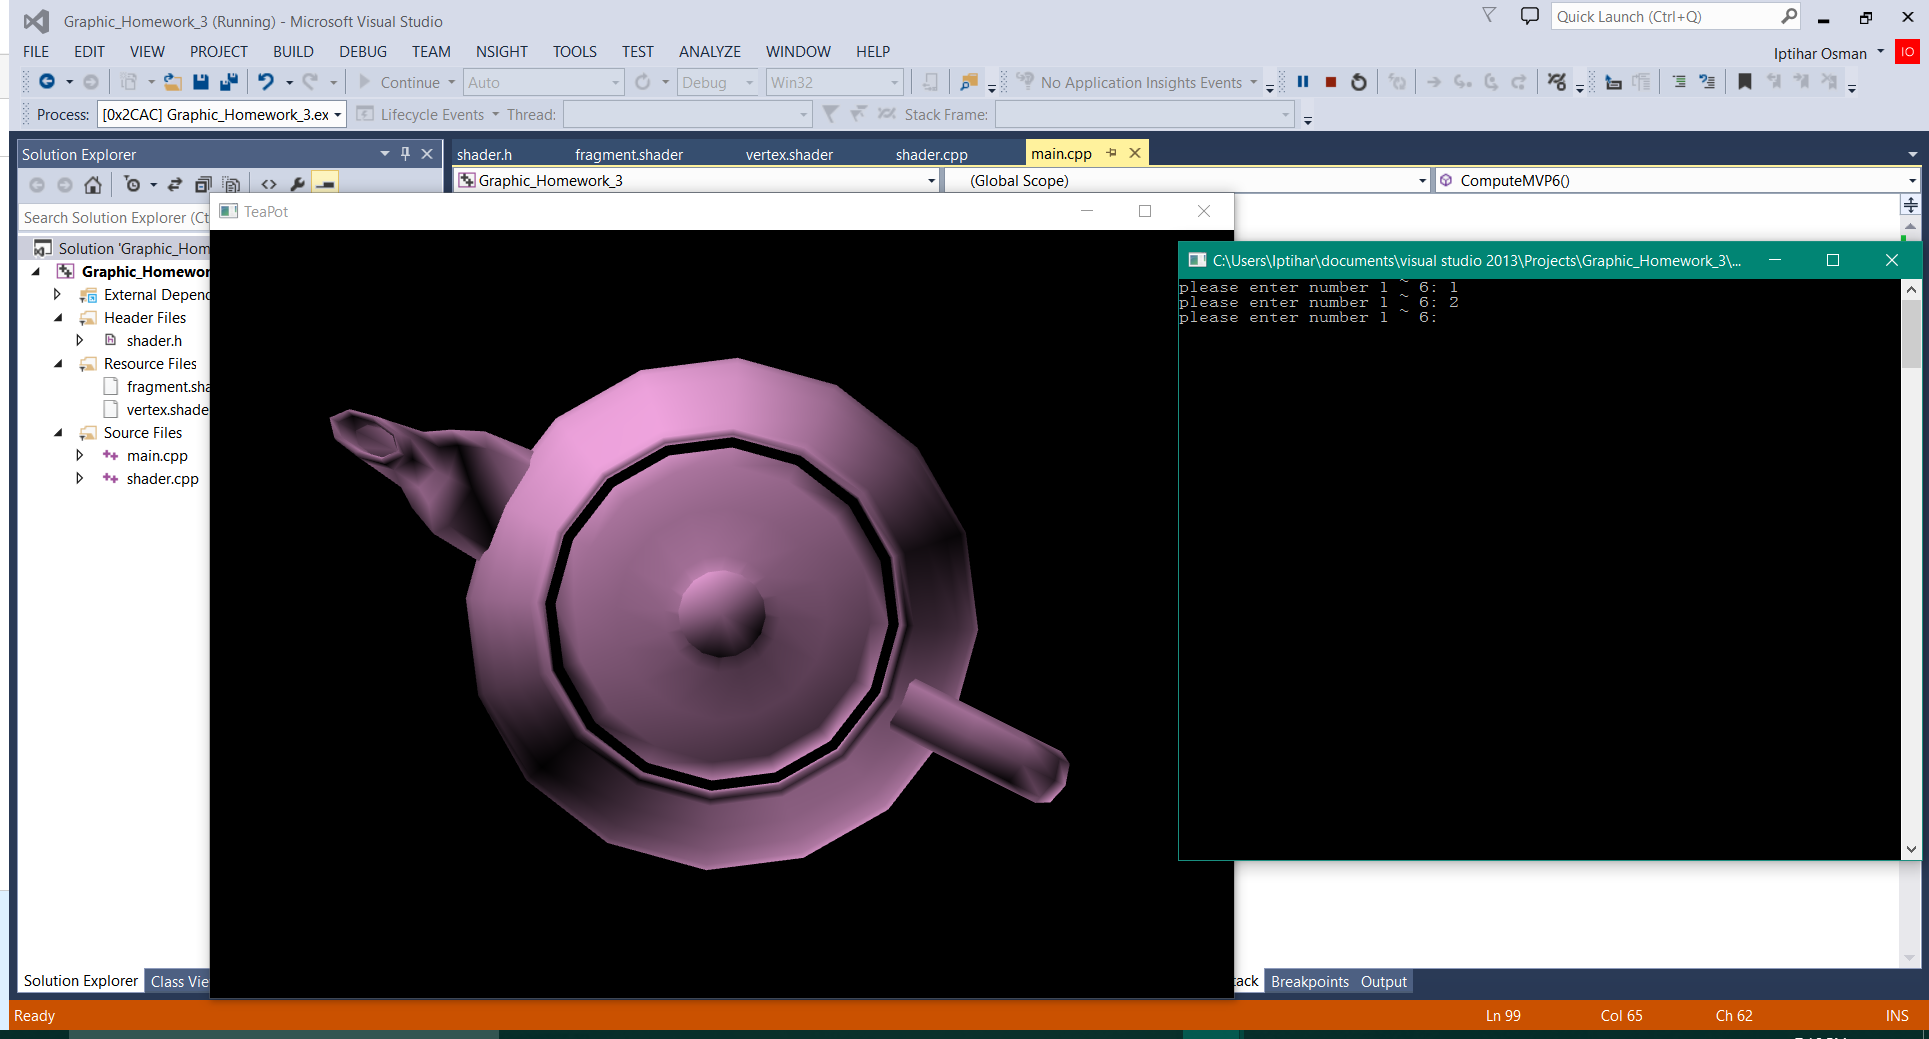 Graphic_Homework_3 (Running) - Microsoft Visual Studio
Quick Launch (Ctrl+Q)
FILE EDIT VIEW PROJECT BUILD DEBUG TEAM NSIGHT TOOLS TEST ANALYZE WINDOW HELP
Iptihar Osman IO
Continue Auto Debug Win32 No Application Insights Events
Process: [0x2CAC] Graphic_Homework_3.ex Lifecycle Events Thread: Stack Frame:
Solution Explorer
shader.h fragment.shader vertex.shader shader.cpp main.cpp
Graphic_Homework_3 (Global Scope) ComputeMVP6()
Search Solution Explorer (Ct
TeaPot
Solution 'Graphic_Hom
Graphic_Homewor
External Depend
Header Files
shader.h
Resource Files
fragment.sha
vertex.shade
Source Files
main.cpp
shader.cpp
C:\Users\Iptihar\documents\visual studio 2013\Projects\Graphic_Homework_3\...
please enter number 1 ~ 6: 1
please enter number 1 ~ 6: 2
please enter number 1 ~ 6:
Solution Explorer Class Vie
tack Breakpoints Output
Ready Ln 99 Col 65 Ch 62 INS